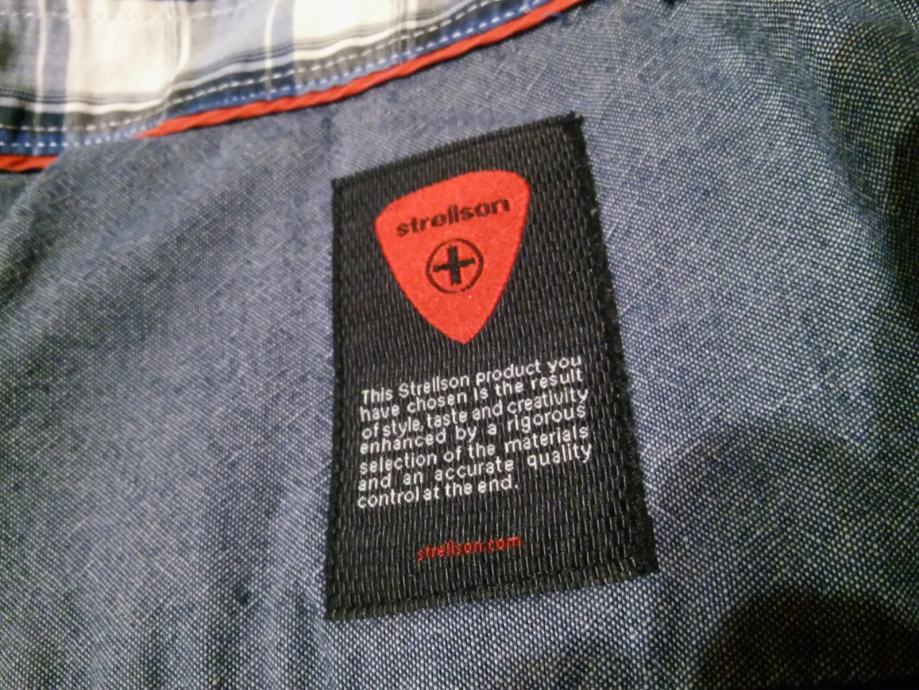 strellson
This Strellson product you
have chosen is the result
of style, taste and creativity
enhanced by a rigorous
selection of the materials
and an accurate quality
control at the end.
strellson.com